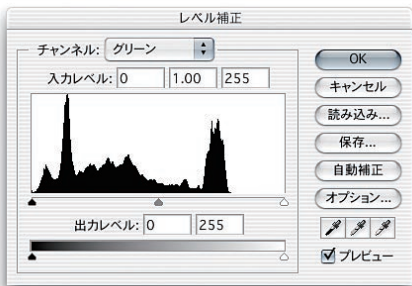 レベル補正
チャンネル: グリーン
入力レベル: 0 1.00 255
出力レベル: 0 255
OK
キャンセル
読み込み...
保存...
自動補正
オプション...
プレビュー